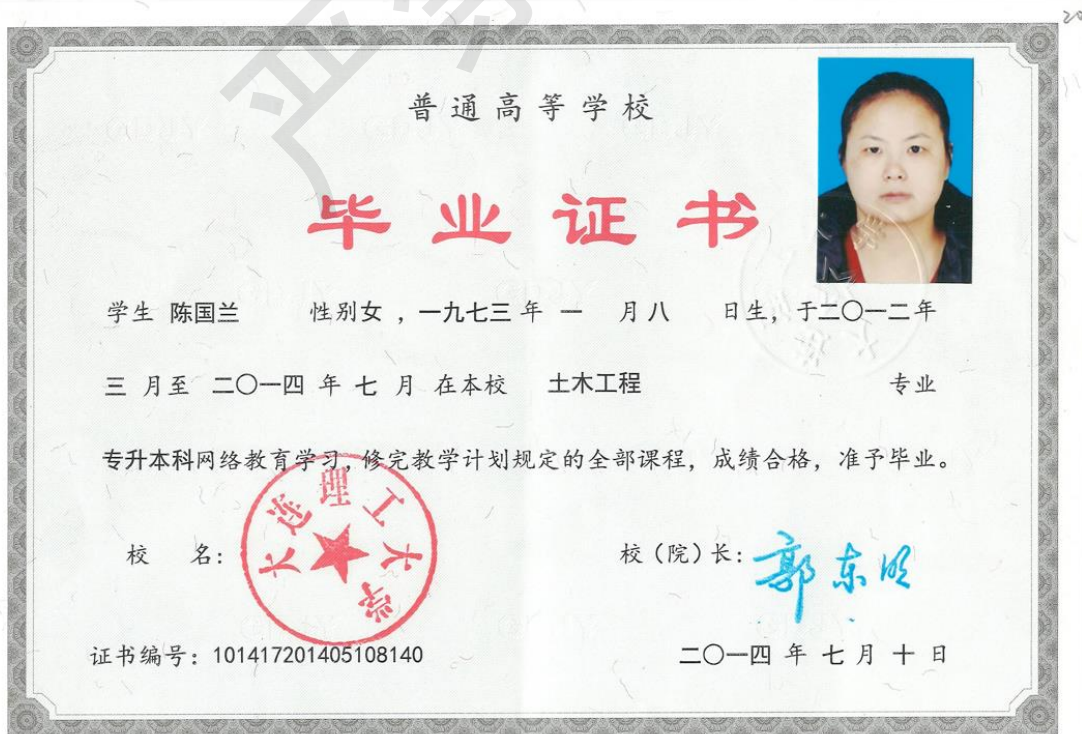 普通高等学校
毕业证书
学生 陈国兰 性别女，一九七三年 一 月八 日生，于二〇一二年
三 月至 二〇一四 年 七 月 在本校 土木工程 专业
专升本科网络教育学习，修完教学计划规定的全部课程，成绩合格，准予毕业。
校 名：
大连理工大学
校（院）长：郭东明
证书编号：101417201405108140
二〇一四 年 七 月 十 日